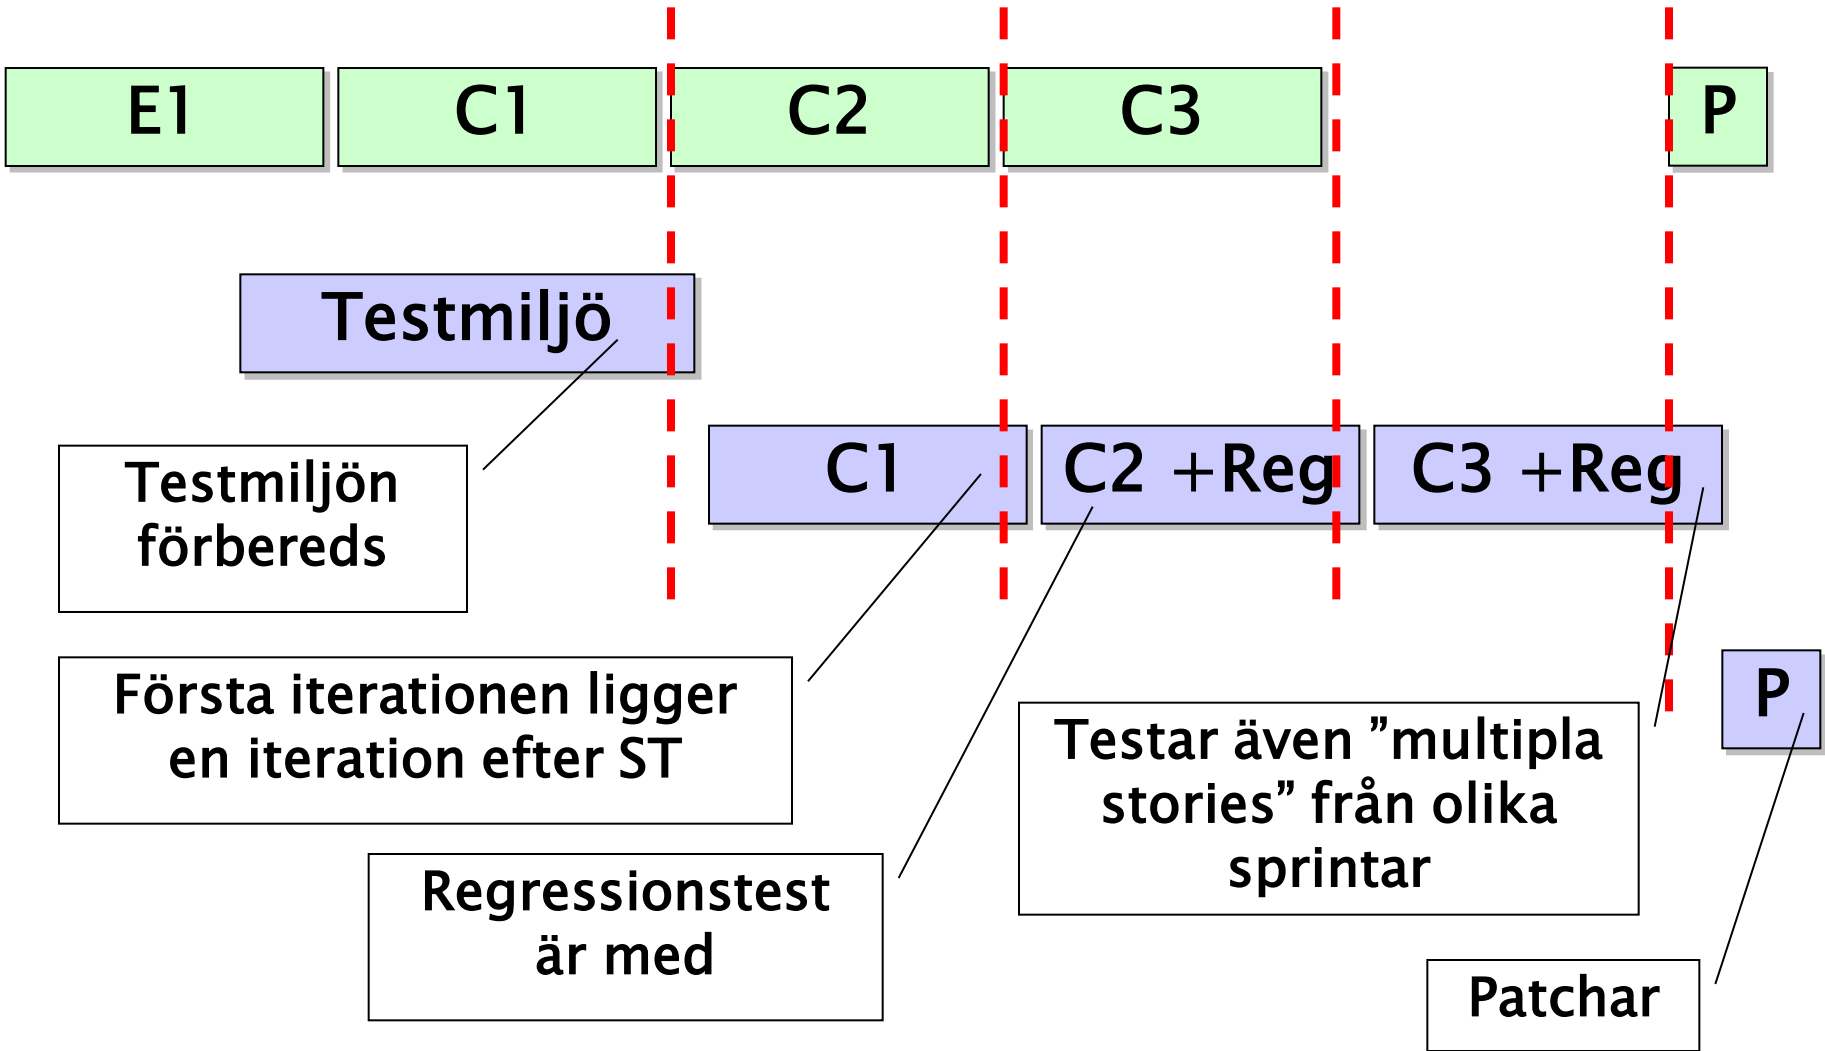 E1
C1
C2
C3
P
Testmiljö
C1
C2 +Reg
C3 +Reg
Testmiljön
förbereds
Första iterationen ligger
en iteration efter ST
P
Testar även ”multipla
stories” från olika
sprintar
Regressionstest
är med
Patchar